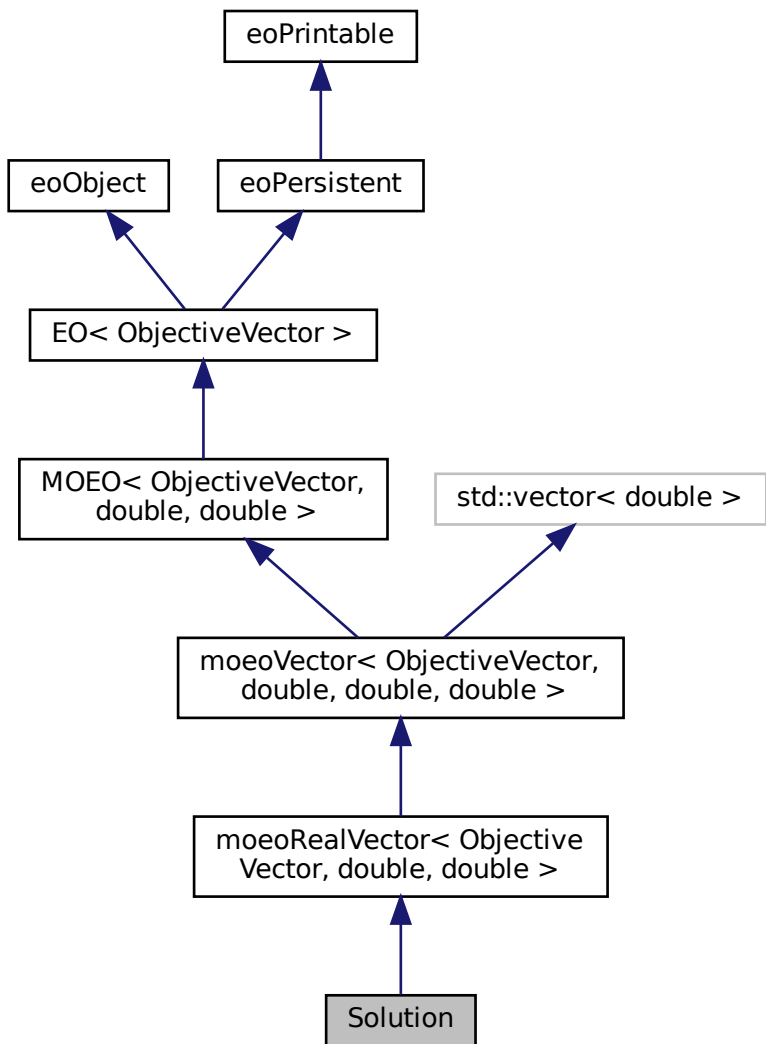 eoPrintable
eoObject
eoPersistent
EO< ObjectiveVector >
MOEO< ObjectiveVector,
double, double >
std::vector< double >
moeoVector< ObjectiveVector,
double, double, double >
moeoRealVector< Objective
Vector, double, double >
Solution